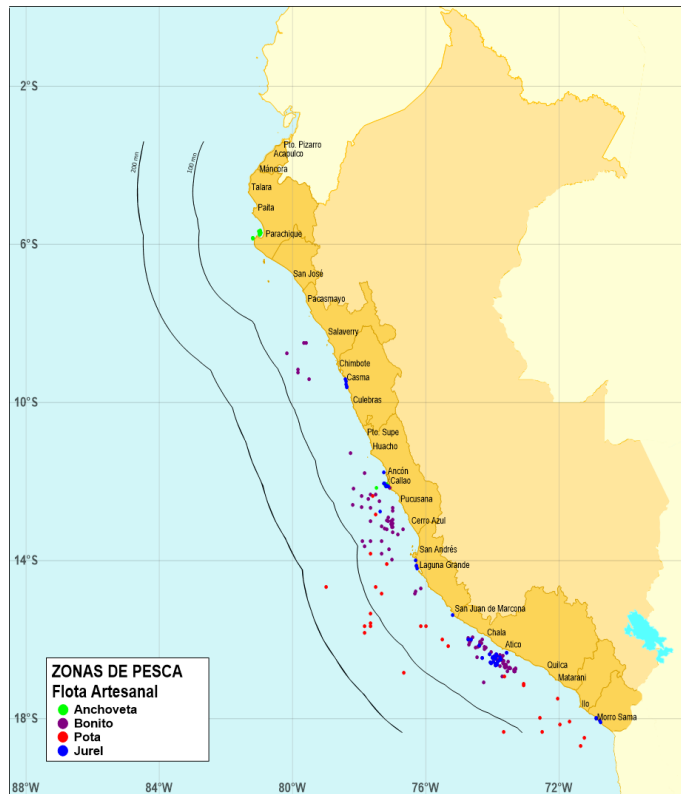 2°S
6°S
10°S
14°S
18°S
200 mn
100 mn
Pto. Pizarro
Acapulco
Máncora
Talara
Paita
Parachique
San José
Pacasmayo
Salaverry
Chimbote
Casma
Culebras
Pto. Supe
Huacho
Ancón
Callao
Pucusana
Cerro Azul
San Andrés
Laguna Grande
San Juan de Marcona
Chala
Atico
Quilca
Matarani
Ilo
Morro Sama
ZONAS DE PESCA
Flota Artesanal
Anchoveta
Bonito
Pota
Jurel
88°W 84°W 80°W 76°W 72°W